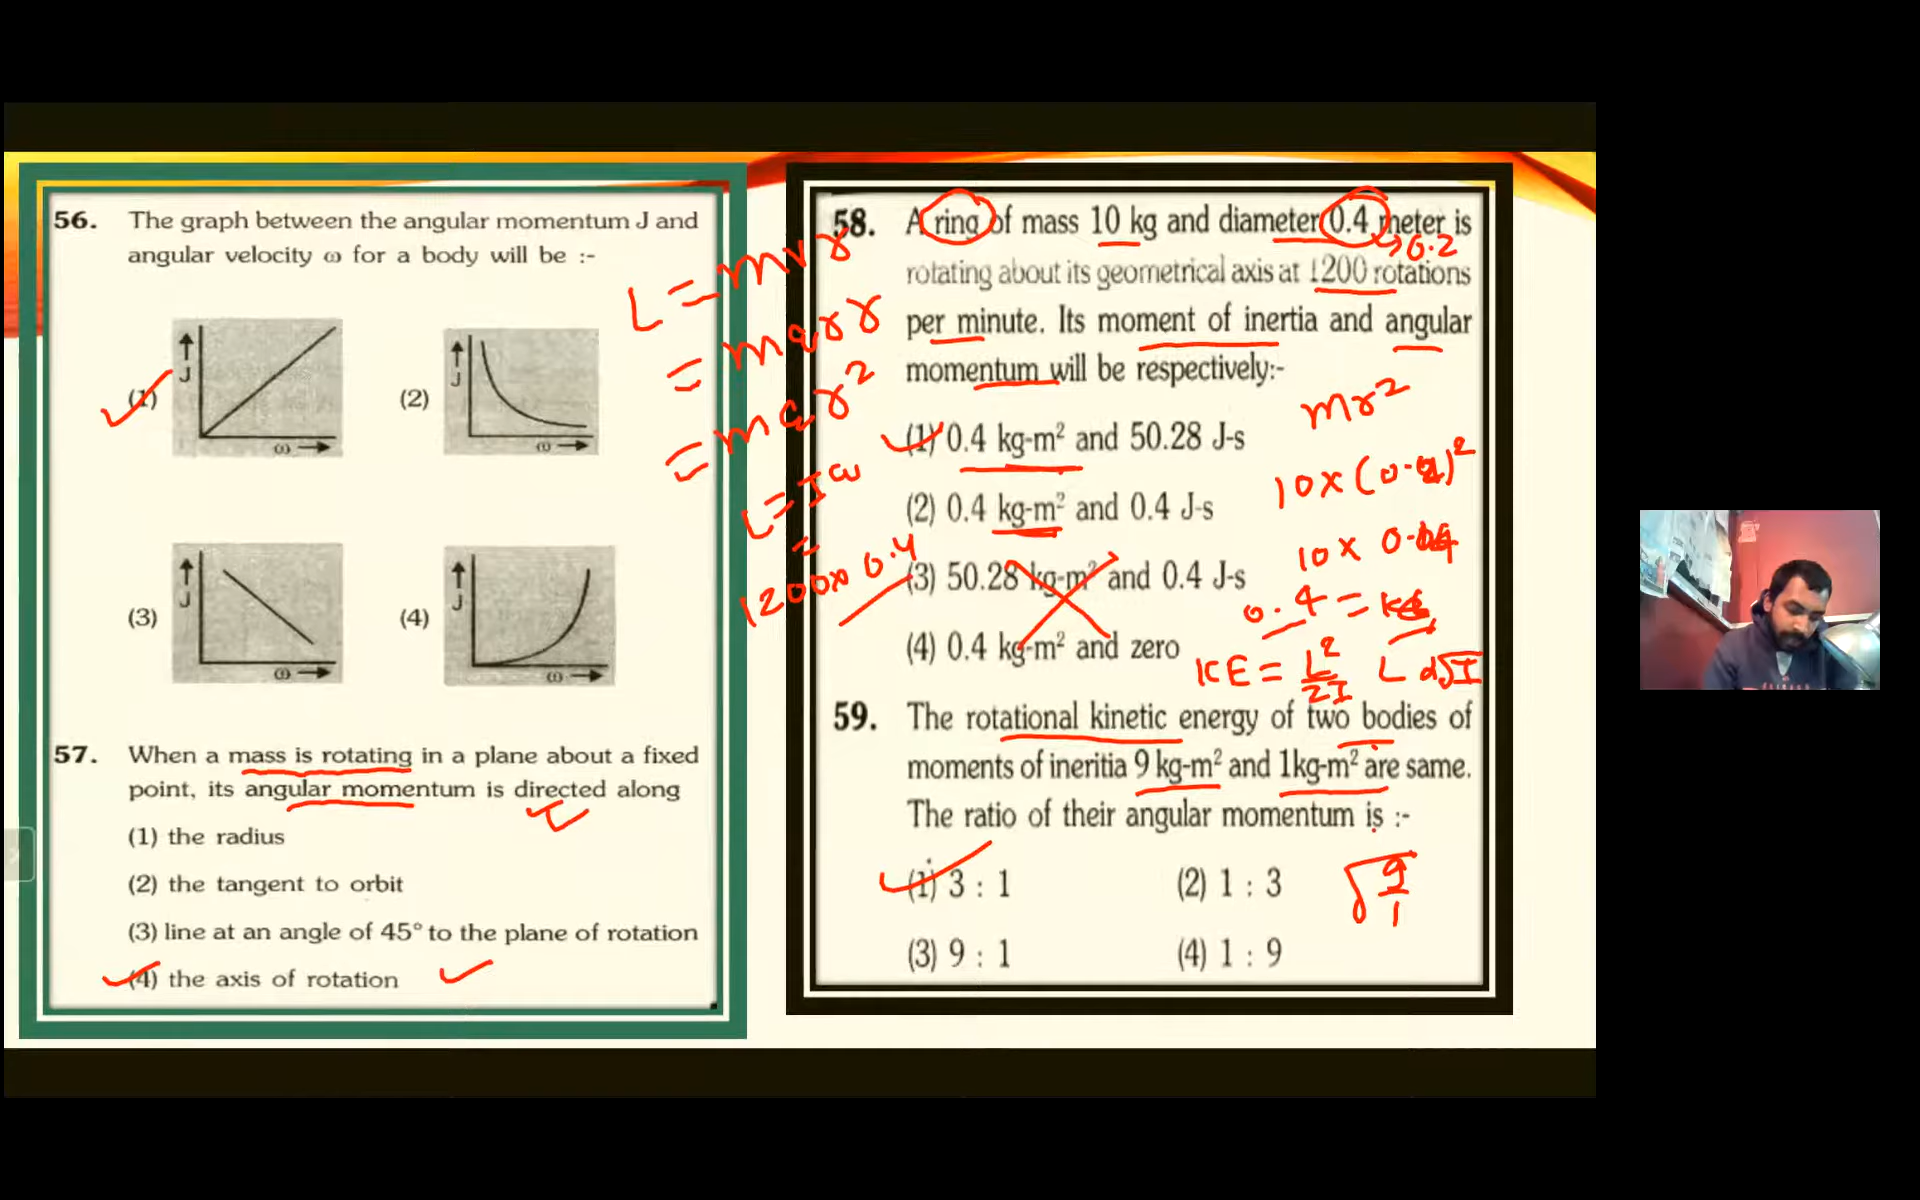 56. The graph between the angular momentum J and
angular velocity ω for a body will be :-
(1) J ω
(2) J ω
(3) J ω
(4) J ω
57. When a mass is rotating in a plane about a fixed
point, its angular momentum is directed along
(1) the radius
(2) the tangent to orbit
(3) line at an angle of 45° to the plane of rotation
(4) the axis of rotation
L = mvr
L = Iω
1200x 0.4
58. A ring of mass 10 kg and diameter 0.4 meter is
0.2
rotating about its geometrical axis at 1200 rotations
per minute. Its moment of inertia and angular
momentum will be respectively:-
mr²
(1) 0.4 kg-m² and 50.28 J-s
(2) 0.4 kg-m² and 0.4 J-s
(3) 50.28 kg-m² and 0.4 J-s
(4) 0.4 kg-m² and zero
10 x
0.4 =
KE = L²/2I L α √I
59. The rotational kinetic energy of two bodies of
moments of ineritia 9 kg-m² and 1kg-m² are same.
The ratio of their angular momentum is :-
(1) 3 : 1
(2) 1 : 3
(3) 9 : 1
(4) 1 : 9
√9/1